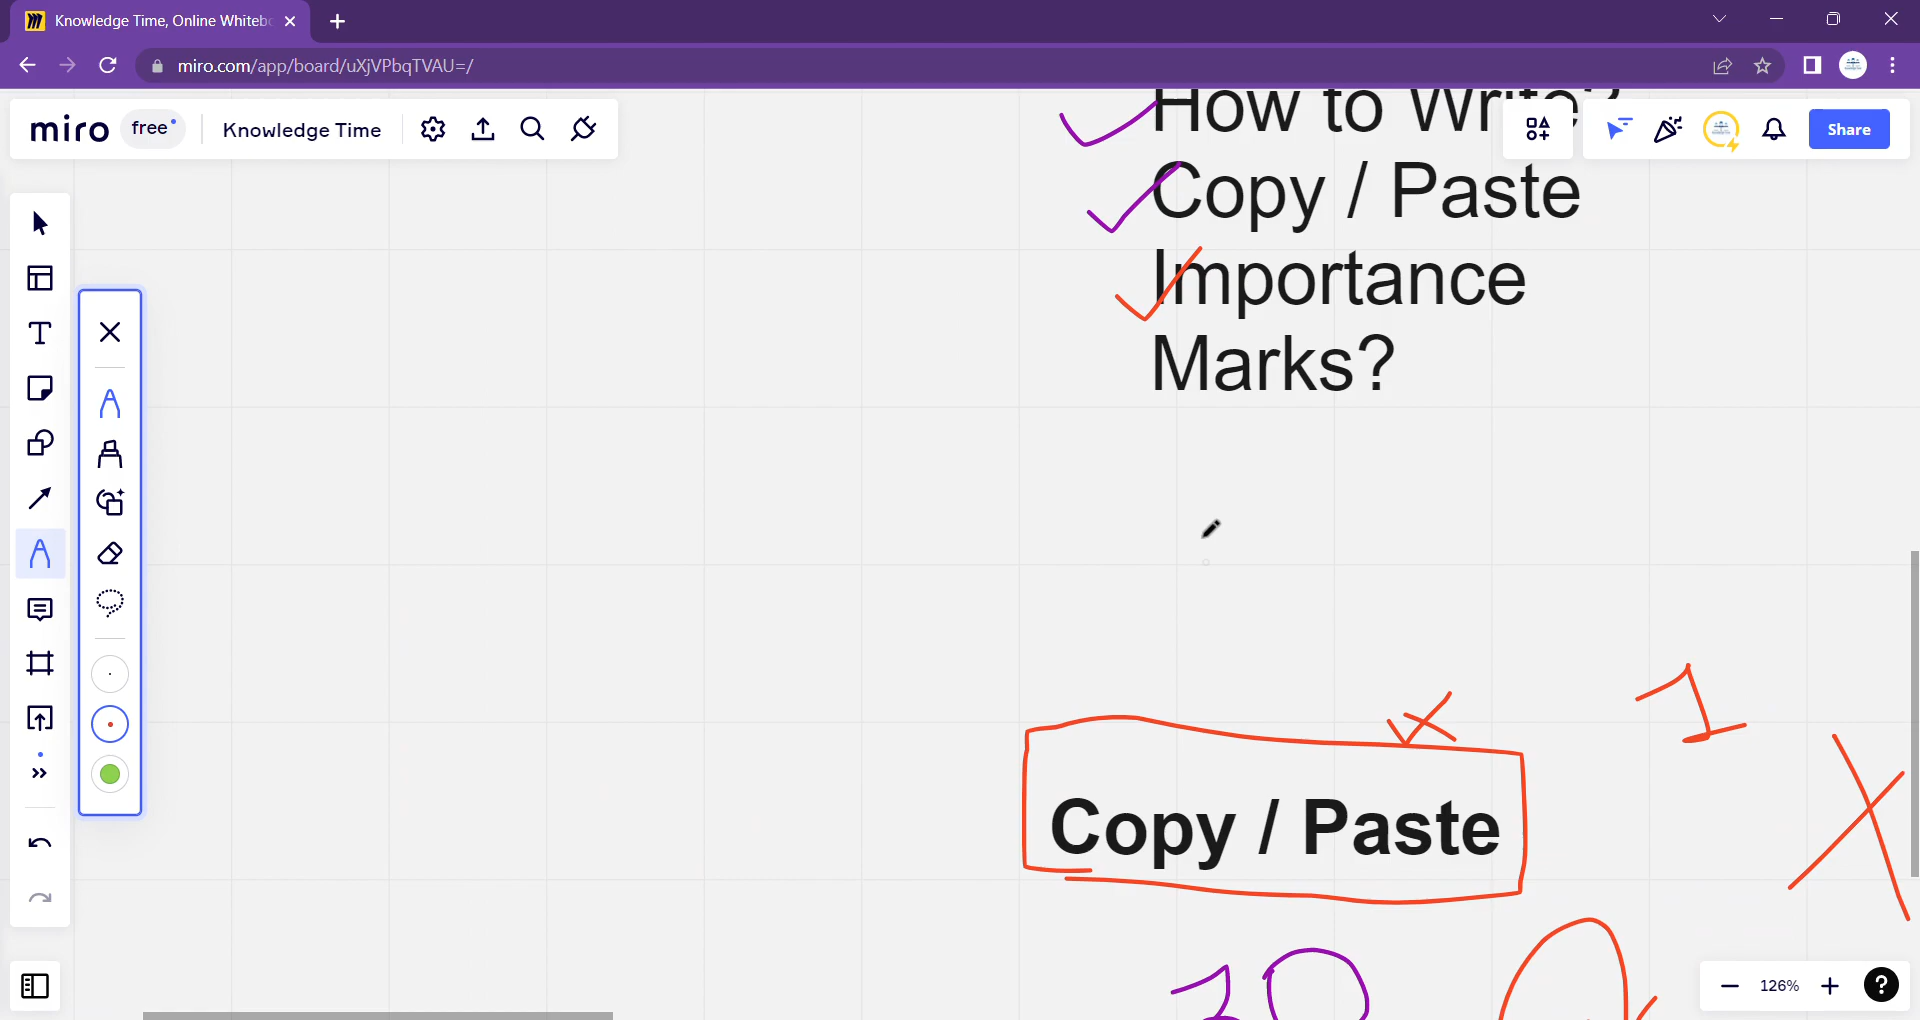 Knowledge Time, Online Whiteb
miro.com/app/board/uXjVPbqTVAU=/
miro free Knowledge Time
Share
How to Write?
Copy / Paste
Importance
Marks?
1
X
Copy / Paste
126%